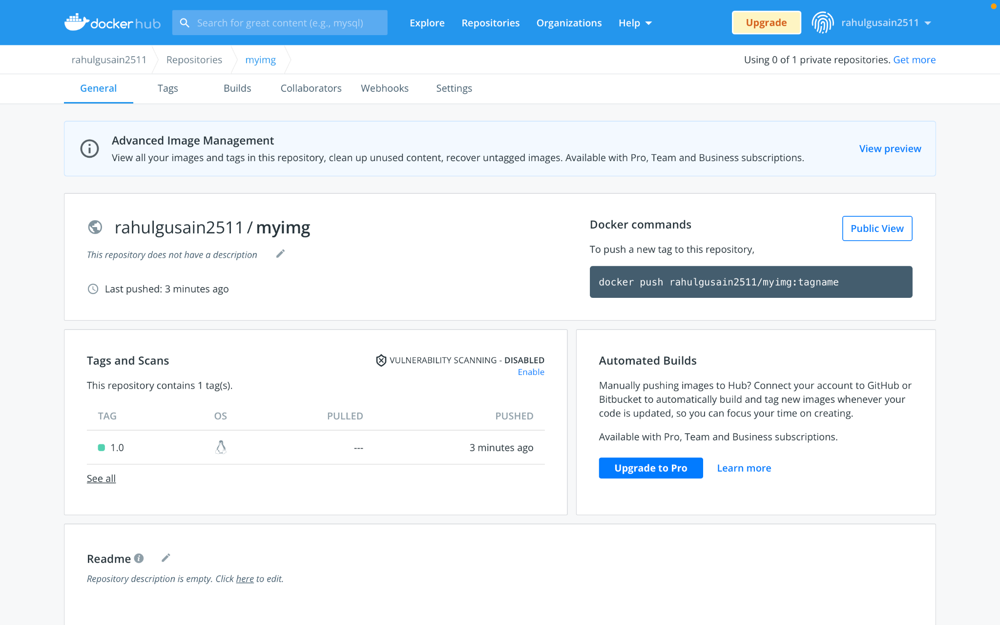 docker hub
Search for great content (e.g., mysql)
Explore
Repositories
Organizations
Help
Upgrade
rahulgusain2511
rahulgusain2511
Repositories
myimg
Using 0 of 1 private repositories. Get more
General
Tags
Builds
Collaborators
Webhooks
Settings
Advanced Image Management
View all your images and tags in this repository, clean up unused content, recover untagged images. Available with Pro, Team and Business subscriptions.
View preview
rahulgusain2511 / myimg
This repository does not have a description
Last pushed: 3 minutes ago
Docker commands
Public View
To push a new tag to this repository,
docker push rahulgusain2511/myimg:tagname
Tags and Scans
VULNERABILITY SCANNING - DISABLED
Enable
This repository contains 1 tag(s).
TAG OS PULLED PUSHED
1.0 --- 3 minutes ago
See all
Automated Builds
Manually pushing images to Hub? Connect your account to GitHub or
Bitbucket to automatically build and tag new images whenever your
code is updated, so you can focus your time on creating.
Available with Pro, Team and Business subscriptions.
Upgrade to Pro
Learn more
Readme
Repository description is empty. Click here to edit.